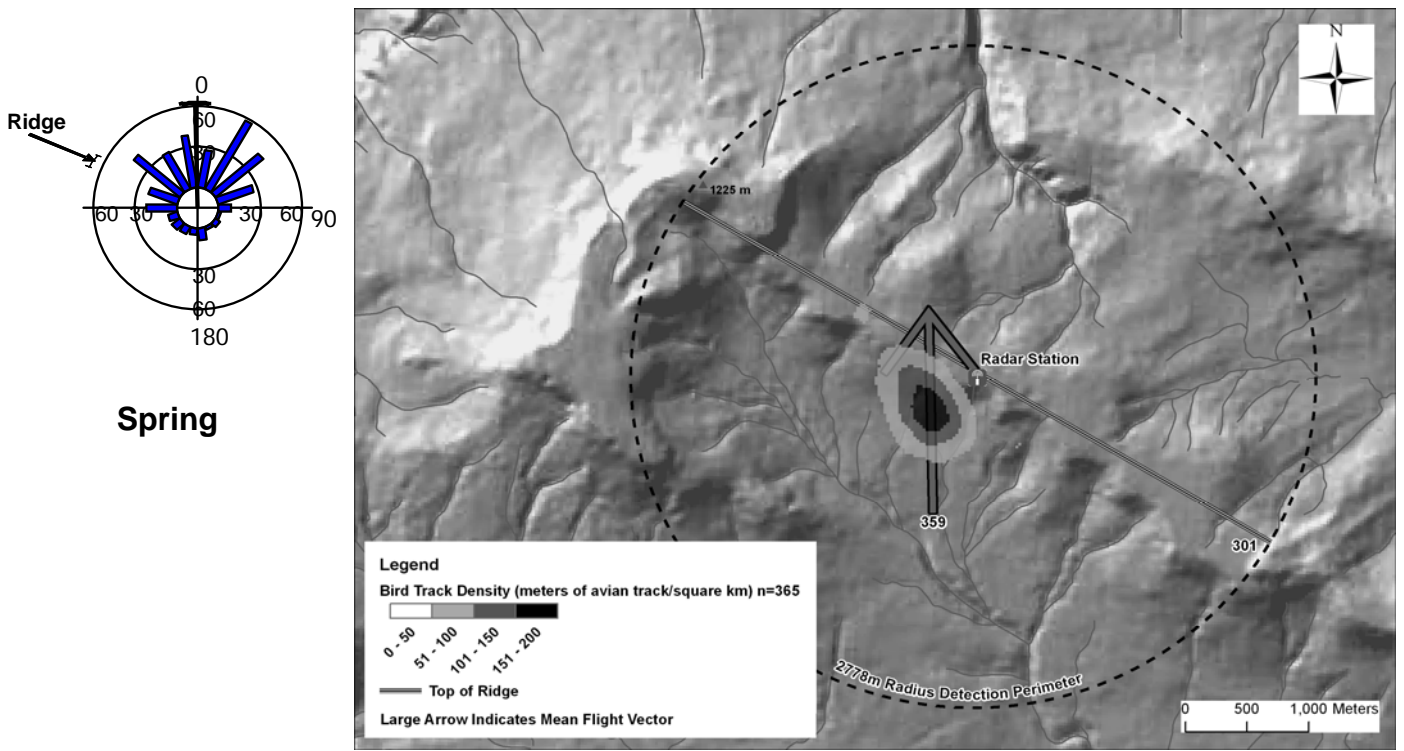 0
60
Ridge
30
60 30 30 60 90
30
60
180
Spring
N
1225 m
Radar Station
359
301
Legend
Bird Track Density (meters of avian track/square km) n=365
0 - 50
51 - 100
101 - 150
151 - 200
Top of Ridge
Large Arrow Indicates Mean Flight Vector
2778m Radius Detection Perimeter
0 500 1,000 Meters